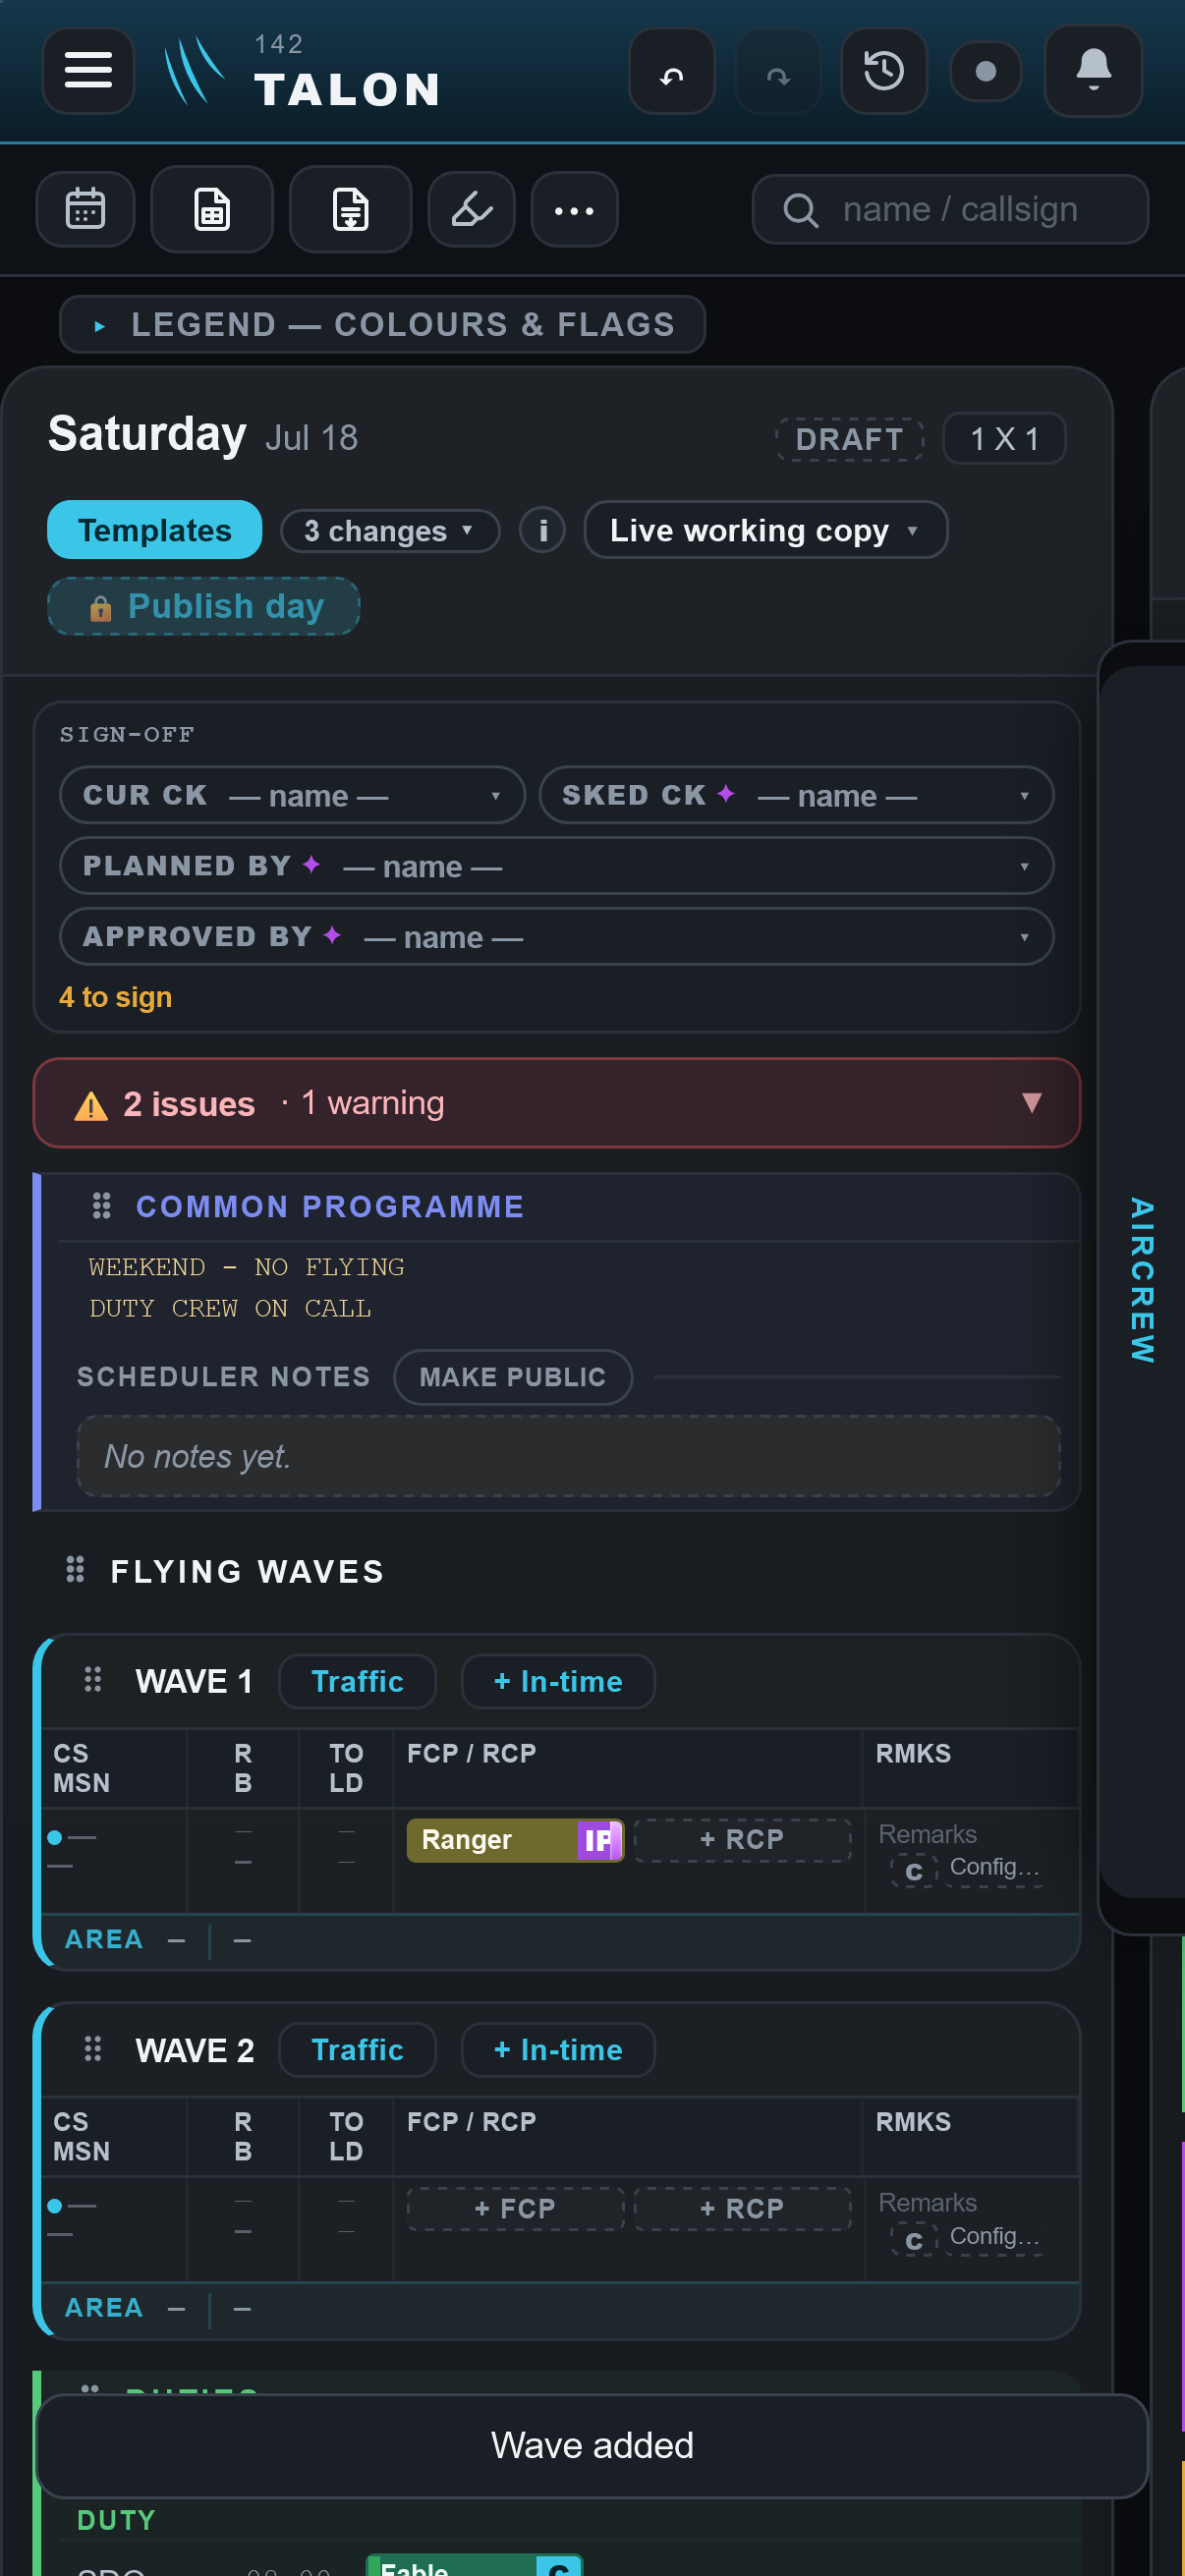 142
TALON
name / callsign
▸ LEGEND — COLOURS & FLAGS
Saturday Jul 18 DRAFT 1 X 1
Templates 3 changes ▾ i Live working copy ▾
Publish day
SIGN-OFF
CUR CK — name — ▾ SKED CK ✦ — name — ▾
PLANNED BY ✦ — name — ▾
APPROVED BY ✦ — name — ▾
4 to sign
⚠️ 2 issues · 1 warning ▼
COMMON PROGRAMME
WEEKEND - NO FLYING
DUTY CREW ON CALL
SCHEDULER NOTES MAKE PUBLIC
No notes yet.
AIRCREW
FLYING WAVES
WAVE 1 Traffic + In-time
CS R TO FCP / RCP RMKS
MSN B LD
— — — Ranger IP + RCP Remarks
— — — C Config...
AREA — | —
WAVE 2 Traffic + In-time
CS R TO FCP / RCP RMKS
MSN B LD
— — — + FCP + RCP Remarks
— — — C Config...
AREA — | —
Wave added
DUTY
Fable C